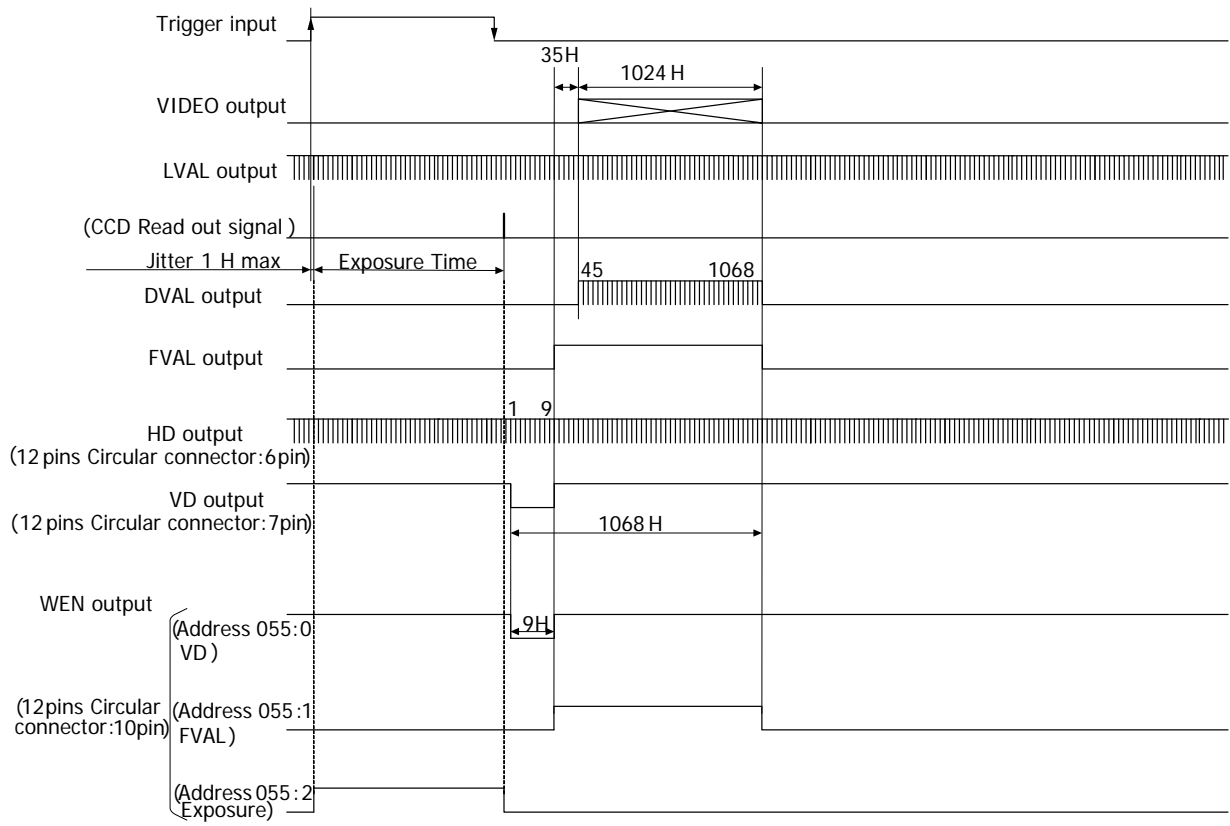 Trigger input
35H
1024 H
VIDEO output
LVAL output
(CCD Read out signal )
Jitter 1 H max
Exposure Time
45
1068
DVAL output
FVAL output
1
9
HD output
(12 pins Circular connector:6pin)
VD output
(12 pins Circular connector:7pin)
1068 H
WEN output
9H
(Address 055:0
VD )
(12pins Circular
connector:10pin)
(Address 055:1
FVAL )
(Address 055:2
Exposure)